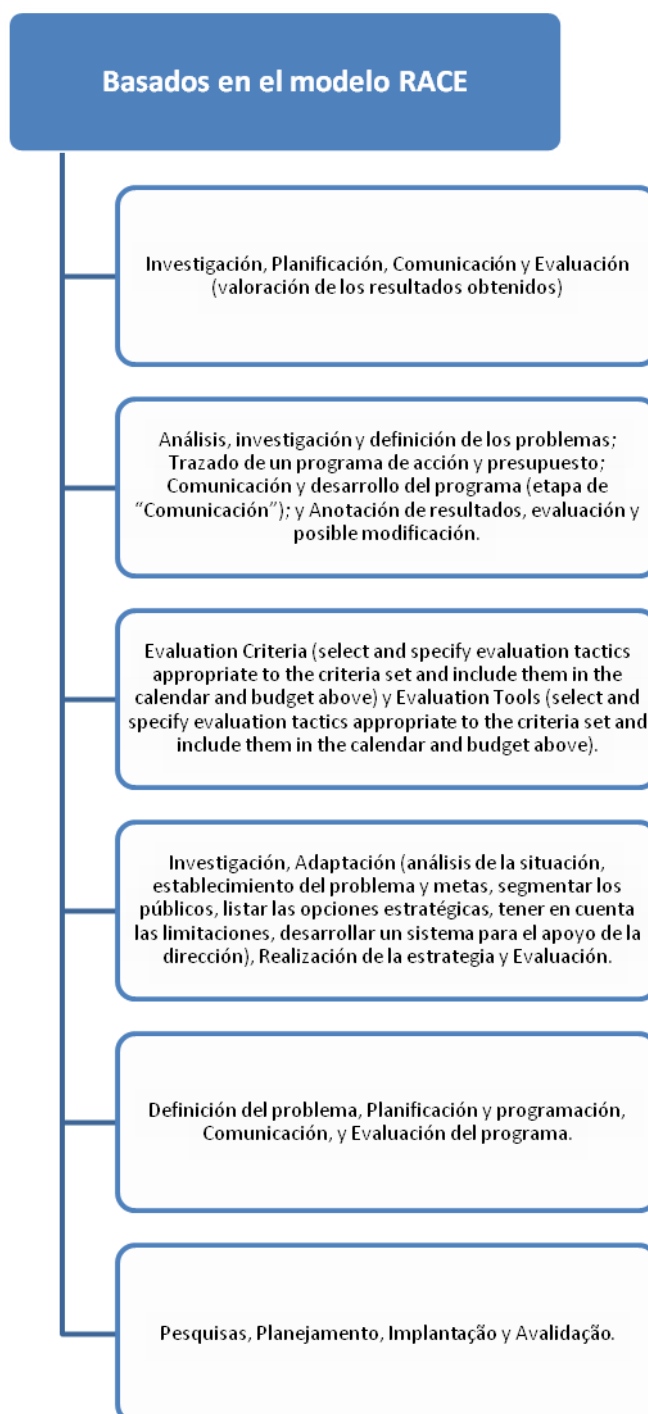 Basados en el modelo RACE
Investigación, Planificación, Comunicación y Evaluación
(valoración de los resultados obtenidos)
Análisis, investigación y definición de los problemas;
Trazado de un programa de acción y presupuesto;
Comunicación y desarrollo del programa (etapa de
“Comunicación”); y Anotación de resultados, evaluación y
posible modificación.
Evaluation Criteria (select and specify evaluation tactics
appropriate to the criteria set and include them in the
calendar and budget above) y Evaluation Tools (select and
specify evaluation tactics appropriate to the criteria set and
include them in the calendar and budget above).
Investigación, Adaptación (análisis de la situación,
establecimiento del problema y metas, segmentar los
públicos, listar las opciones estratégicas, tener en cuenta
las limitaciones, desarrollar un sistema para el apoyo de la
dirección), Realización de la estrategia y Evaluación.
Definición del problema, Planificación y programación,
Comunicación, y Evaluación del programa.
Pesquisas, Planejamento, Implantação y Avalidação.